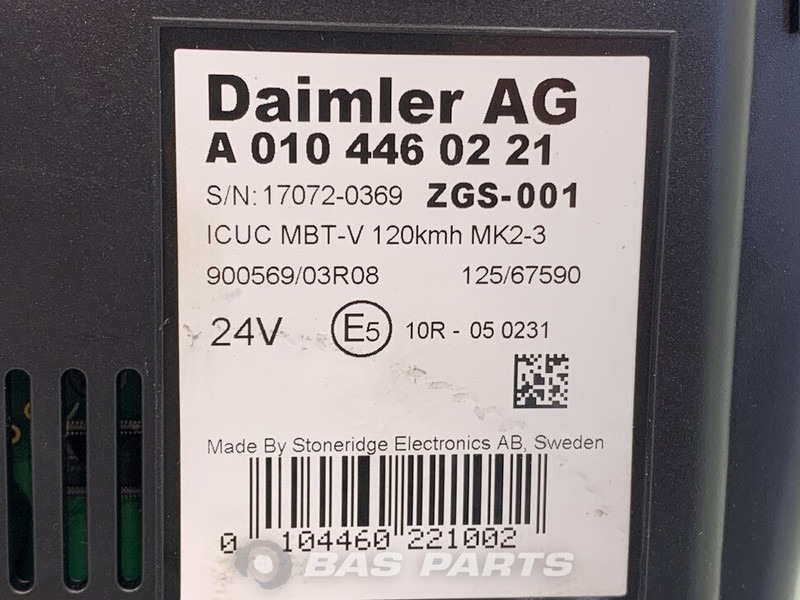 Daimler AG
A 010 446 02 21
S/N: 17072-0369 ZGS-001
ICUC MBT-V 120kmh MK2-3
900569/03R08 125/67590
24V E5 10R - 05 0231
Made By Stoneridge Electronics AB, Sweden
0 104460 221002
BAS PARTS